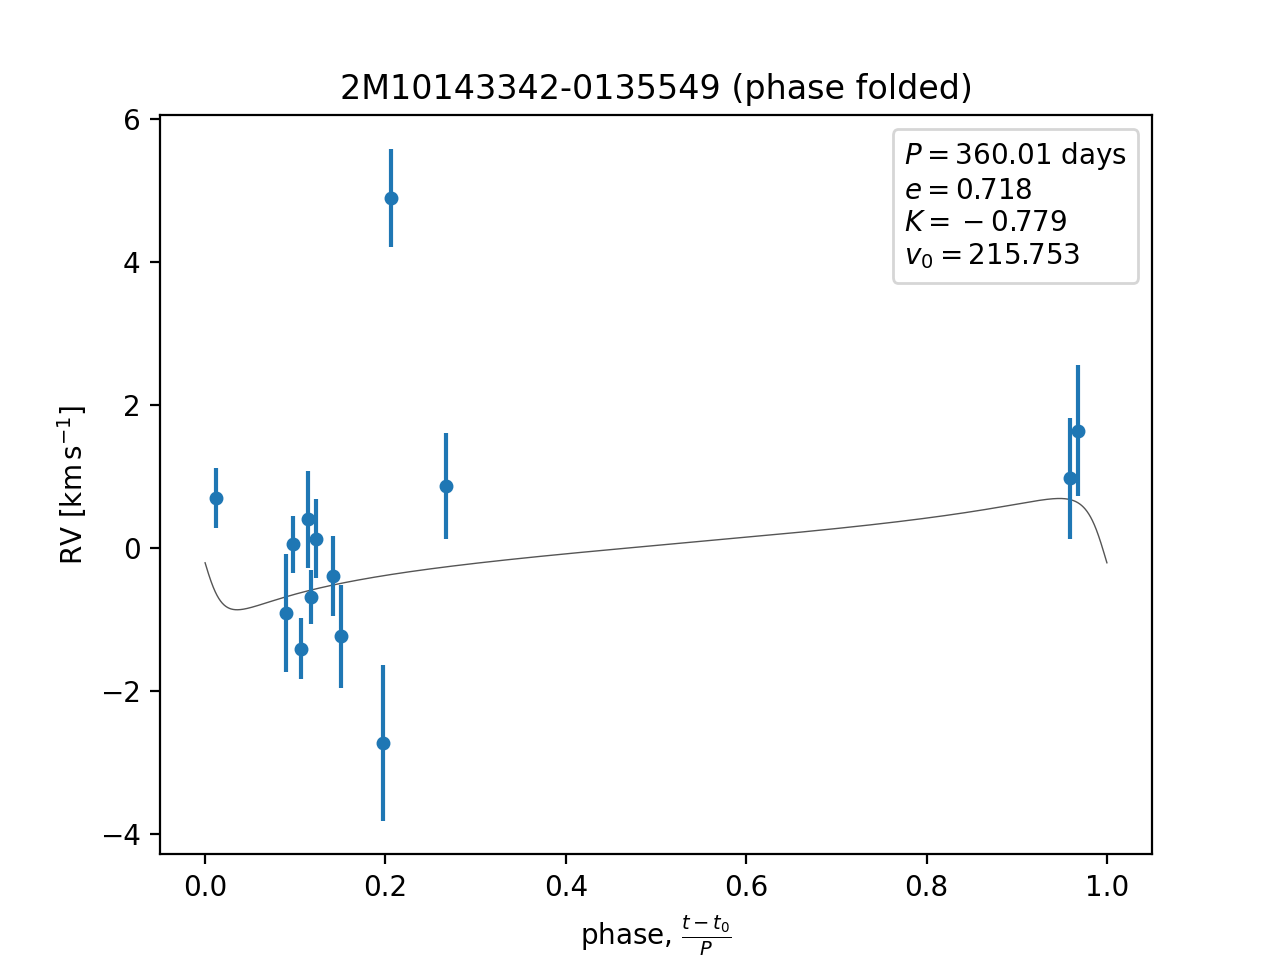 2M10143342-0135549 (phase folded)
P = 360.01 days
e = 0.718
K = −0.779
v₀ = 215.753
RV [km s⁻¹]
6
4
2
0
−2
−4
0.0 0.2 0.4 0.6 0.8 1.0
phase, (t − t₀)/P